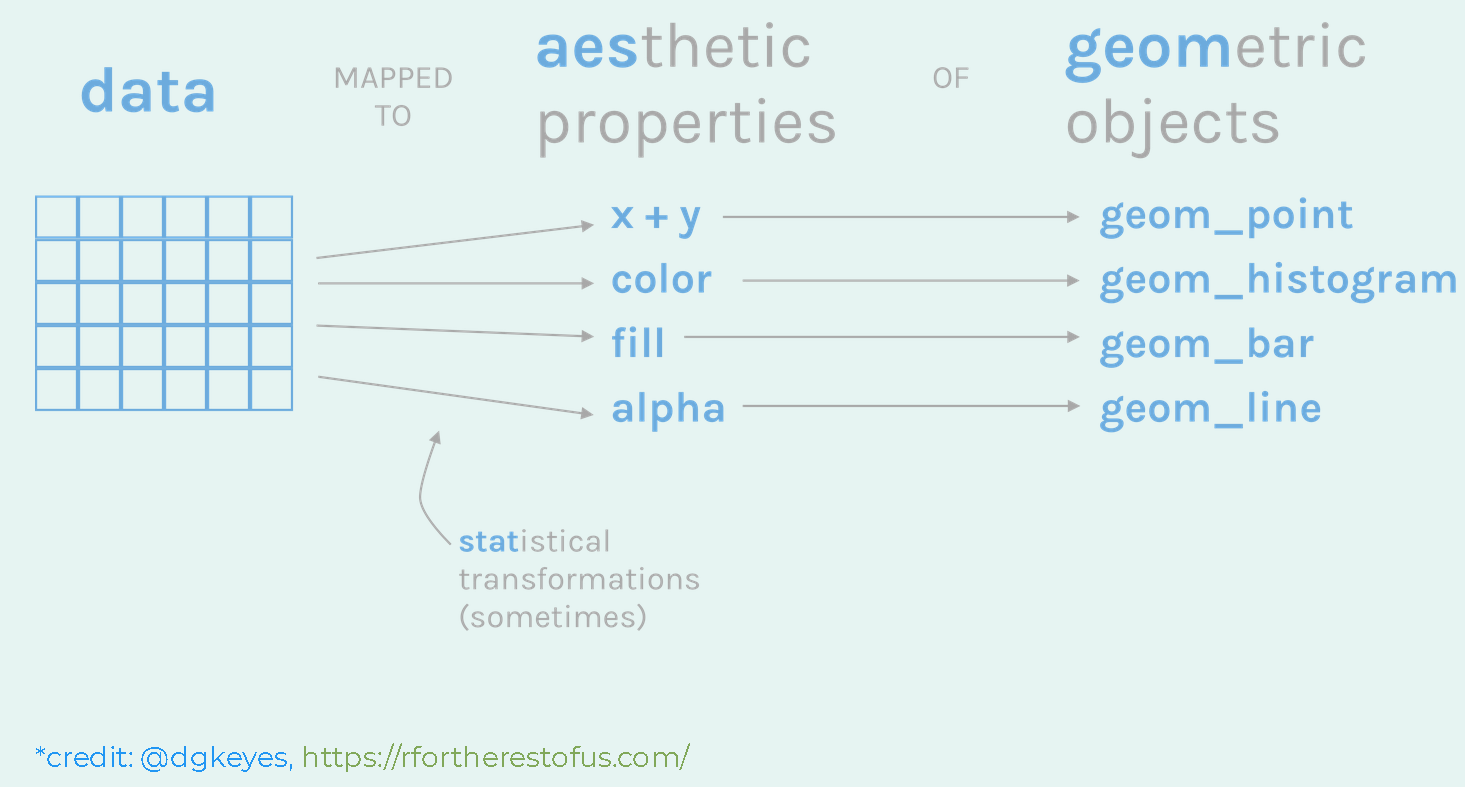 data
MAPPED
TO
aesthetic
properties
OF
geometric
objects
x + y
geom_point
color
geom_histogram
fill
geom_bar
alpha
geom_line
statistical
transformations
(sometimes)
*credit: @dgkeyes, https://rfortherestofus.com/